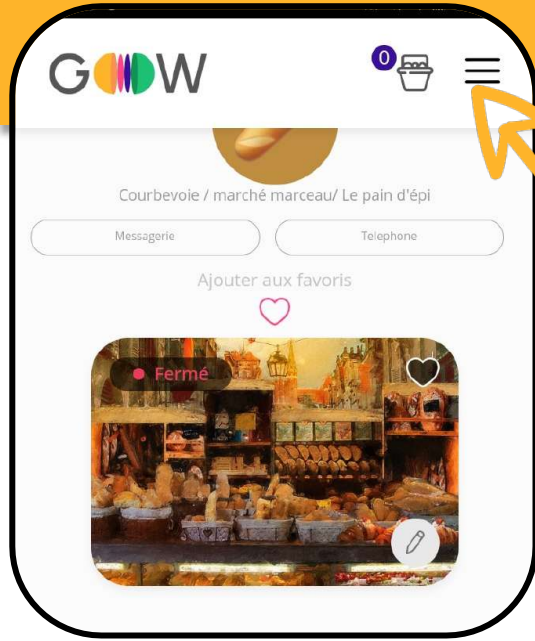 GOOW
0
Courbevoie / marché marceau/ Le pain d'épi
Messagerie
Telephone
Ajouter aux favoris
Fermé